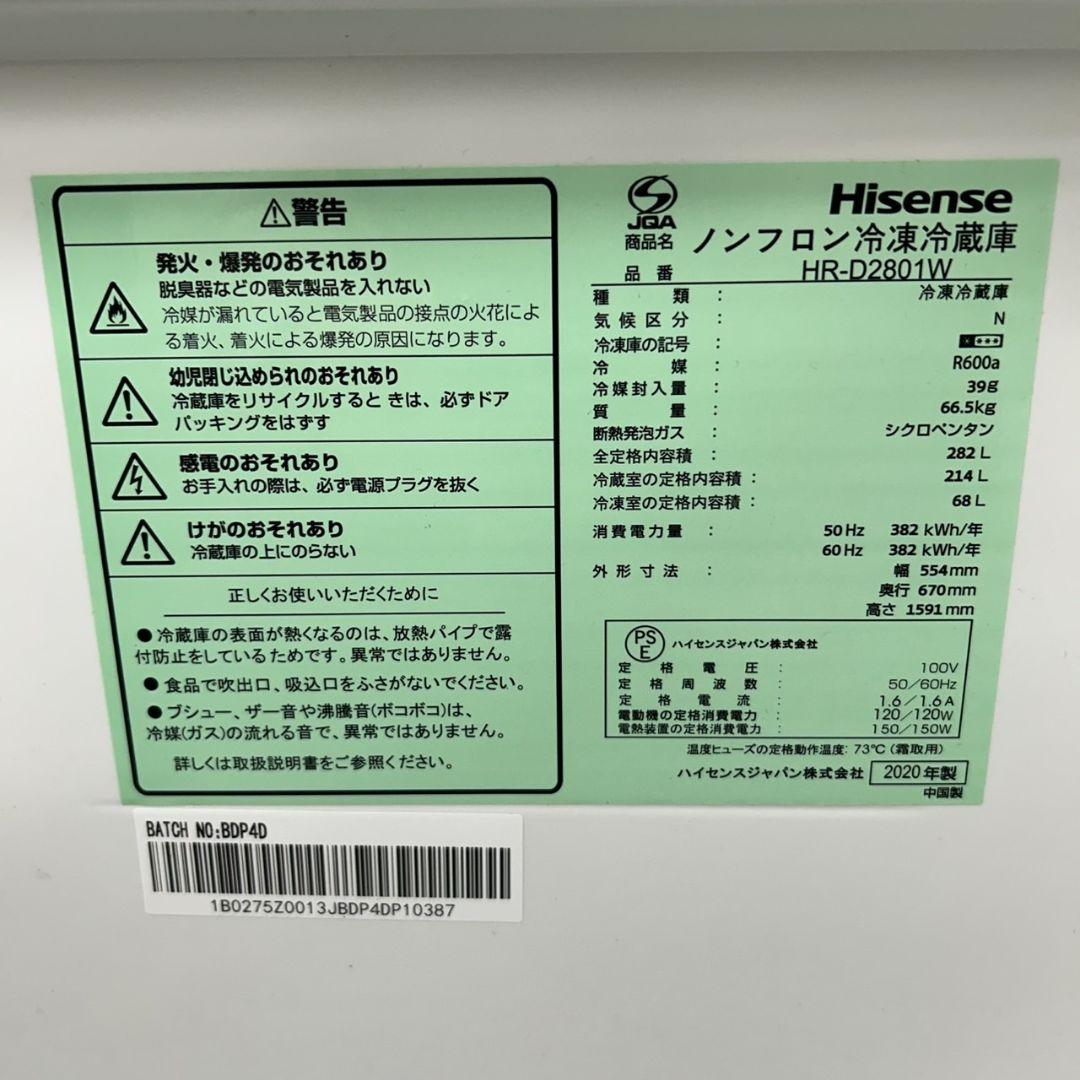 ⚠警告
発火・爆発のおそれあり
脱臭器などの電気製品を入れない
冷媒が漏れていると電気製品の接点の火花によ
る着火、着火による爆発の原因になります。
幼児閉じ込められのおそれあり
冷蔵庫をリサイクルすると きは、必ずドア
パッキングをはずす
感電のおそれあり
お手入れの際は、必ず電源プラグを抜く
けがのおそれあり
冷蔵庫の上にのらない
正しくお使いいただくために
● 冷蔵庫の表面が熱くなるのは、放熱パイプで露
付防止をしているためです。異常ではありません。
● 食品で吹出口、吸込口をふさがないでください。
● ブシュー、ザー音や沸騰音(ボコボコ)は、
冷媒(ガス)の流れる音で、異常ではありません。
詳しくは取扱説明書をご参照ください。
JQA
Hisense
商品名 ノンフロン冷凍冷蔵庫
品番 HR-D2801W
種類 : 冷凍冷蔵庫
気候区分 : N
冷凍庫の記号 : * ***
冷媒 : R600a
冷媒封入量 : 39g
質量 : 66.5kg
断熱発泡ガス : シクロペンタン
全定格内容積 : 282 L
冷蔵室の定格内容積 : 214 L
冷凍室の定格内容積 : 68 L
消費電力量 : 50 Hz 382 kWh/年
60 Hz 382 kWh/年
外形寸法 : 幅 554mm
奥行 670mm
高さ 1591mm
PSE ハイセンスジャパン株式会社
定格電圧 : 100V
定格周波数 : 50/60Hz
定格電流 : 1.6/1.6A
電動機の定格消費電力 : 120/120W
電熱装置の定格消費電力 : 150/150W
温度ヒューズの定格動作温度: 73℃ (霜取用)
ハイセンスジャパン株式会社 2020年製
中国製
BATCH NO:BDP4D
1B0275Z0013JBDP4DP10387